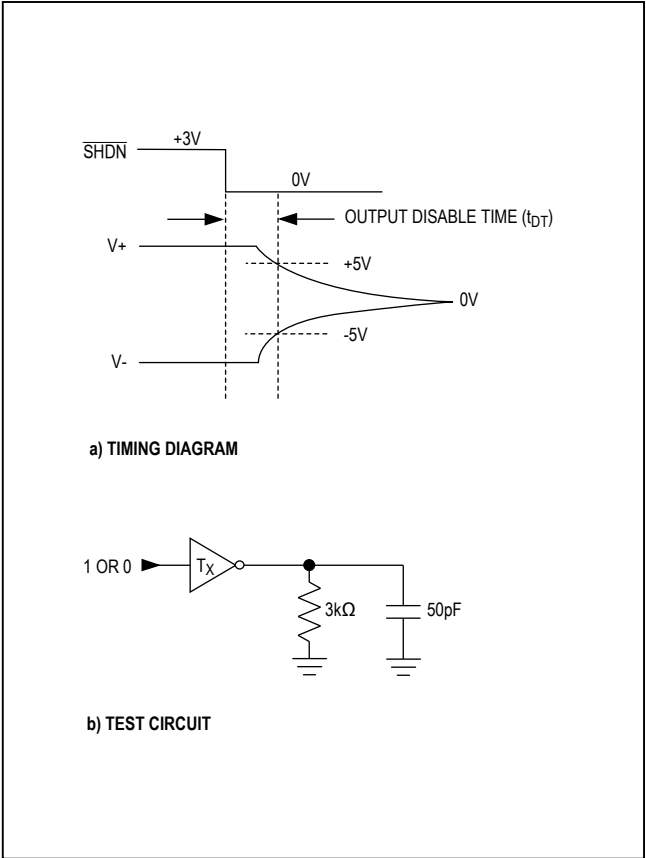 SHDN
+3V
0V
OUTPUT DISABLE TIME (tDT)
V+
+5V
0V
-5V
V-
a) TIMING DIAGRAM
1 OR 0
TX
3kΩ
50pF
b) TEST CIRCUIT